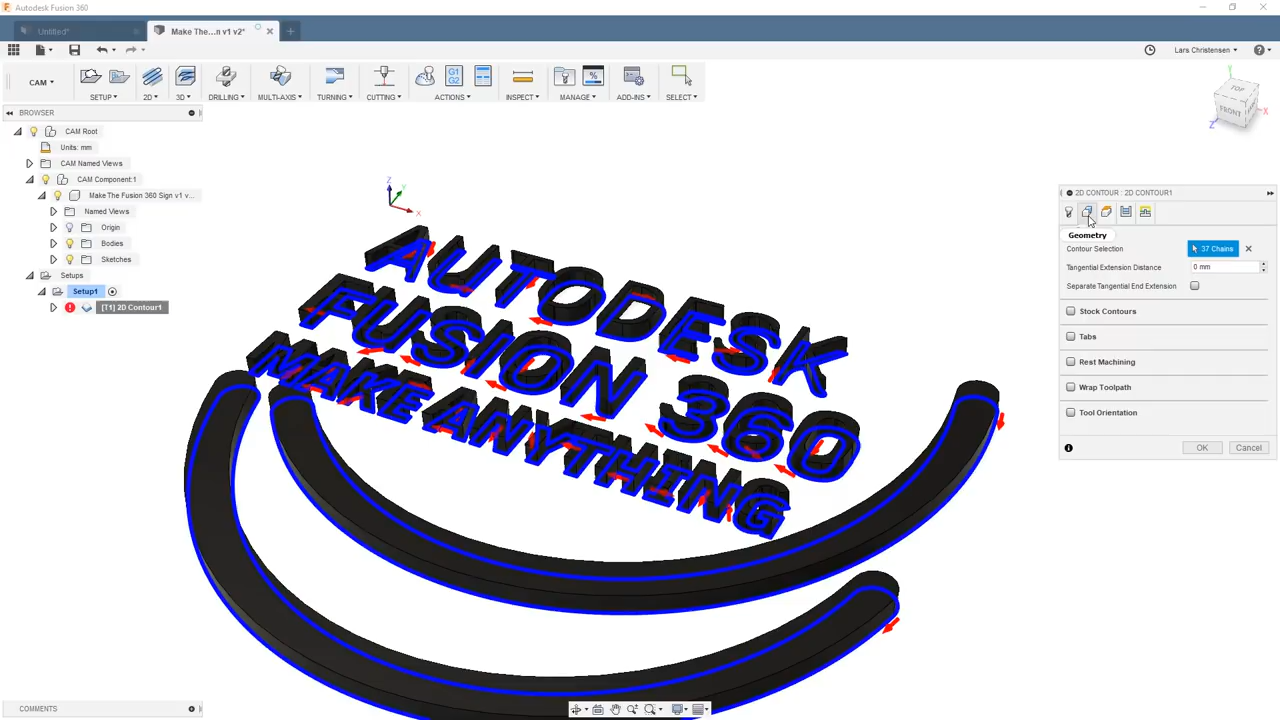 Autodesk Fusion 360
Untitled*
Make The...n v1 v2*
Lars Christensen
CAM
SETUP
2D
3D
DRILLING
MULTI-AXIS
TURNING
CUTTING
G1
G2
ACTIONS
INSPECT
%
MANAGE
ADD-INS
SELECT
BROWSER
CAM Root
Units: mm
CAM Named Views
CAM Component:1
Make The Fusion 360 Sign v1 v...
Named Views
Origin
Bodies
Sketches
Setups
Setup1
[T1] 2D Contour1
Z
Y
X
AUTODESK
FUSION 360
MAKE ANYTHING
Y
TOP
FRONT
X
Z
2D CONTOUR : 2D CONTOUR1
Geometry
Contour Selection
37 Chains
Tangential Extension Distance
0 mm
Separate Tangential End Extension
Stock Contours
Tabs
Rest Machining
Wrap Toolpath
Tool Orientation
OK
Cancel
COMMENTS